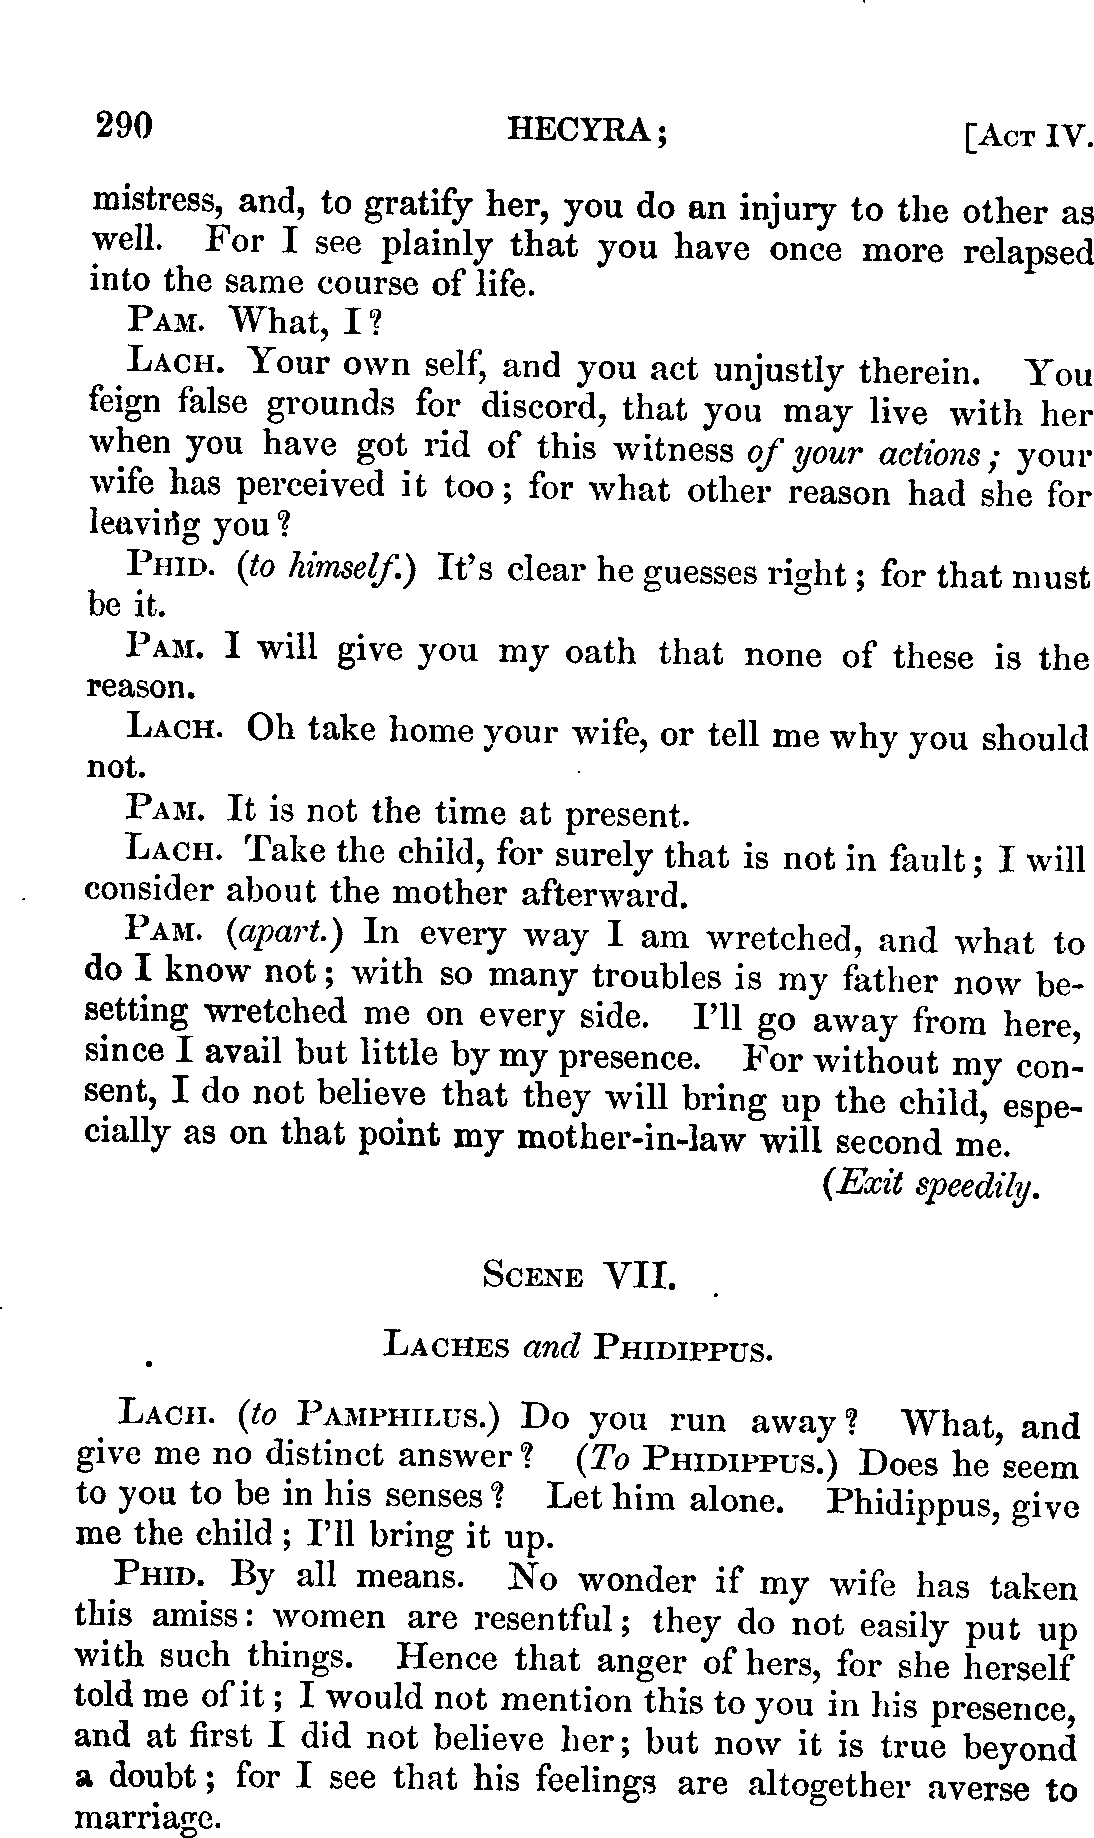 290 HECYRA; [ACT IV.
mistress, and, to gratify her, you do an injury to the other as
well. For I see plainly that you have once more relapsed
into the same course of life.
PAM. What, I?
LACH. Your own self, and you act unjustly therein. You
feign false grounds for discord, that you may live with her
when you have got rid of this witness of your actions; your
wife has perceived it too; for what other reason had she for
leaving you?
PHID. (to himself.) It's clear he guesses right; for that must
be it.
PAM. I will give you my oath that none of these is the
reason.
LACH. Oh take home your wife, or tell me why you should
not.
PAM. It is not the time at present.
LACH. Take the child, for surely that is not in fault; I will
consider about the mother afterward.
PAM. (apart.) In every way I am wretched, and what to
do I know not; with so many troubles is my father now be-
setting wretched me on every side. I'll go away from here,
since I avail but little by my presence. For without my con-
sent, I do not believe that they will bring up the child, espe-
cially as on that point my mother-in-law will second me.
(Exit speedily.
SCENE VII.
LACHES and PHIDIPPUS.
LACH. (to PAMPHILUS.) Do you run away? What, and
give me no distinct answer? (To PHIDIPPUS.) Does he seem
to you to be in his senses? Let him alone. Phidippus, give
me the child; I'll bring it up.
PHID. By all means. No wonder if my wife has taken
this amiss: women are resentful; they do not easily put up
with such things. Hence that anger of hers, for she herself
told me of it; I would not mention this to you in his presence,
and at first I did not believe her; but now it is true beyond
a doubt; for I see that his feelings are altogether averse to
marriage.